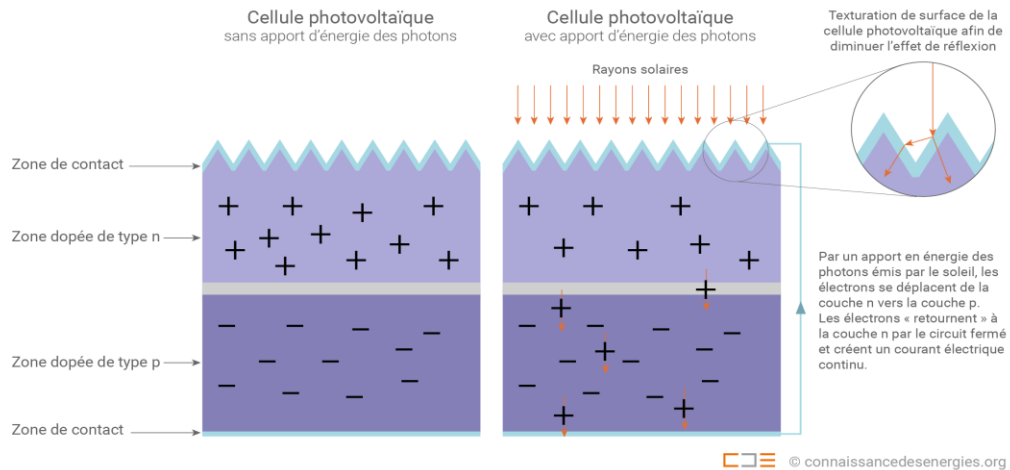 Cellule photovoltaïque
sans apport d'énergie des photons
Cellule photovoltaïque
avec apport d'énergie des photons
Texturation de surface de la
cellule photovoltaïque afin de
diminuer l'effet de réflexion
Rayons solaires
Zone de contact
Zone dopée de type n
Zone dopée de type p
Zone de contact
Par un apport en énergie des
photons émis par le soleil, les
électrons se déplacent de la
couche n vers la couche p.
Les électrons « retournent » à
la couche n par le circuit fermé
et créent un courant électrique
continu.
© connaissancedesenergies.org